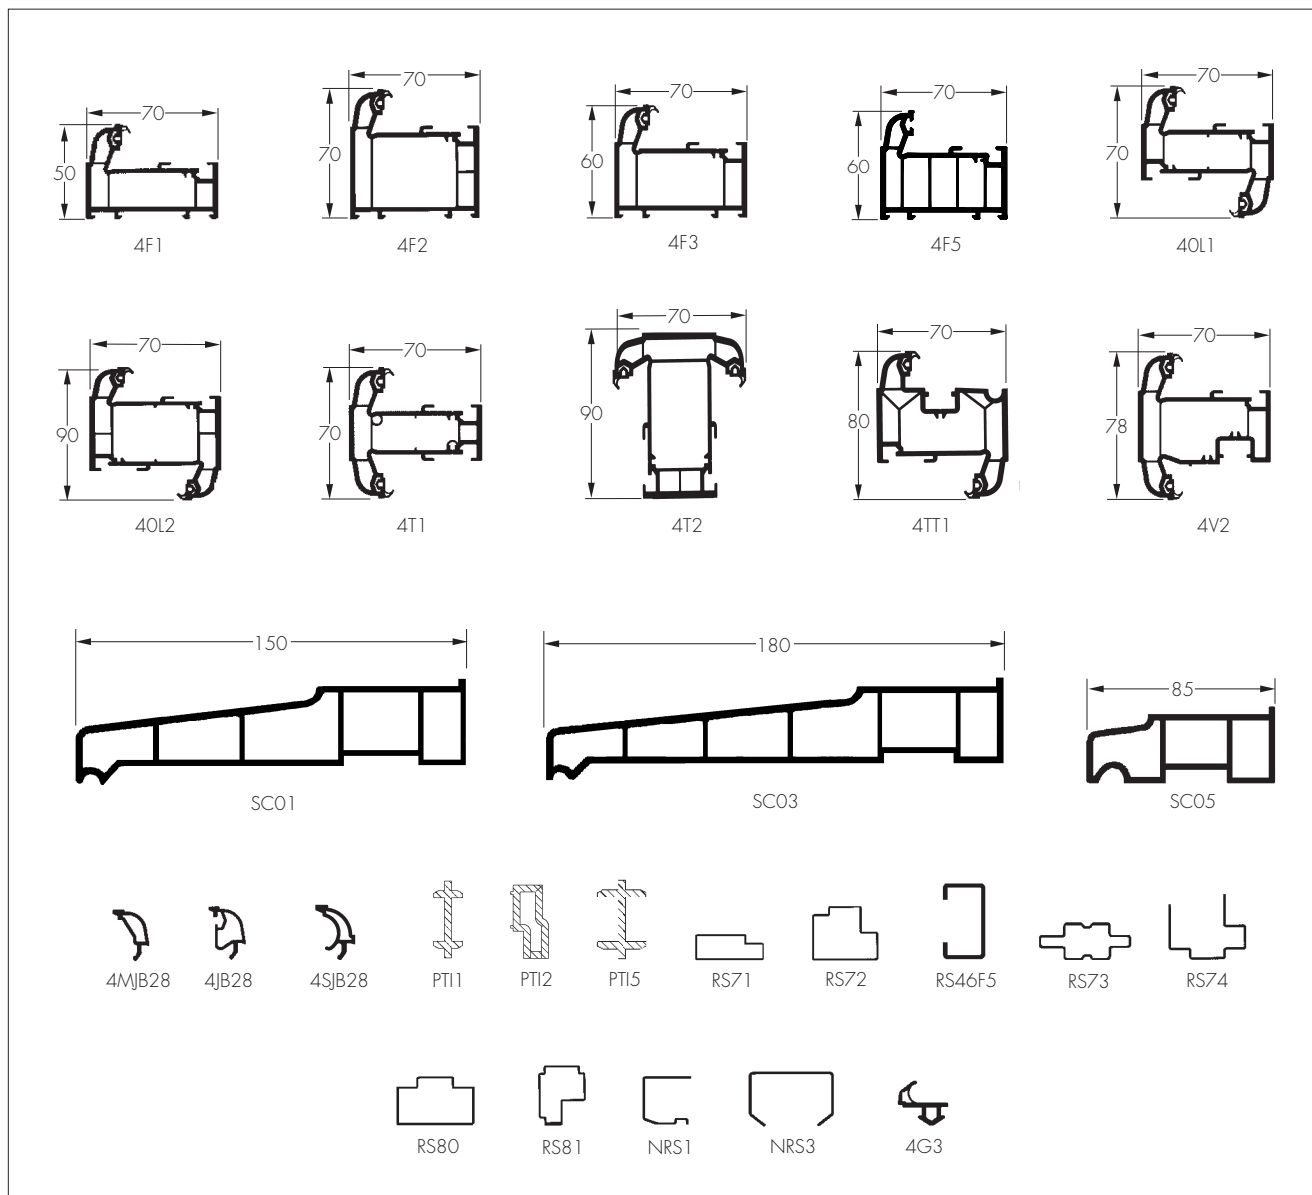 70
50
4F1
70
70
4F2
70
60
4F3
70
60
4F5
70
70
40L1
70
90
40L2
70
70
4T1
70
90
4T2
70
80
4TT1
70
78
4V2
150
SC01
180
SC03
85
SC05
4MJB28
4JB28
4SJB28
PTI1
PTI2
PTI5
RS71
RS72
RS46F5
RS73
RS74
RS80
RS81
NRS1
NRS3
4G3